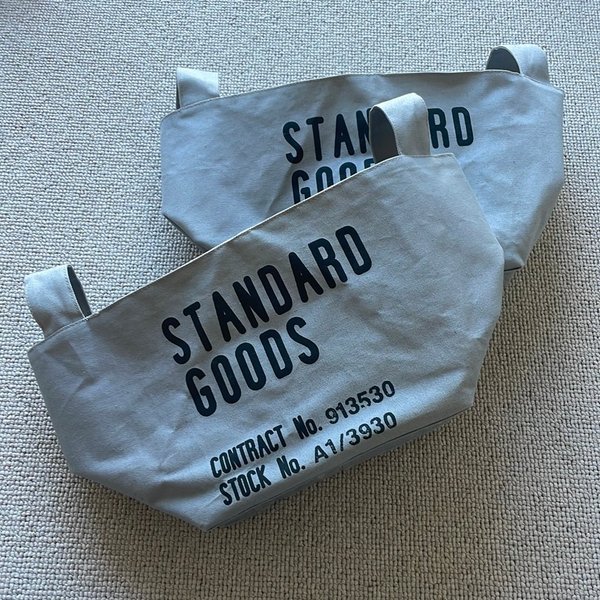 STANDARD
GOODS
CONTRACT No. 913530
STOCK No. A1/3930